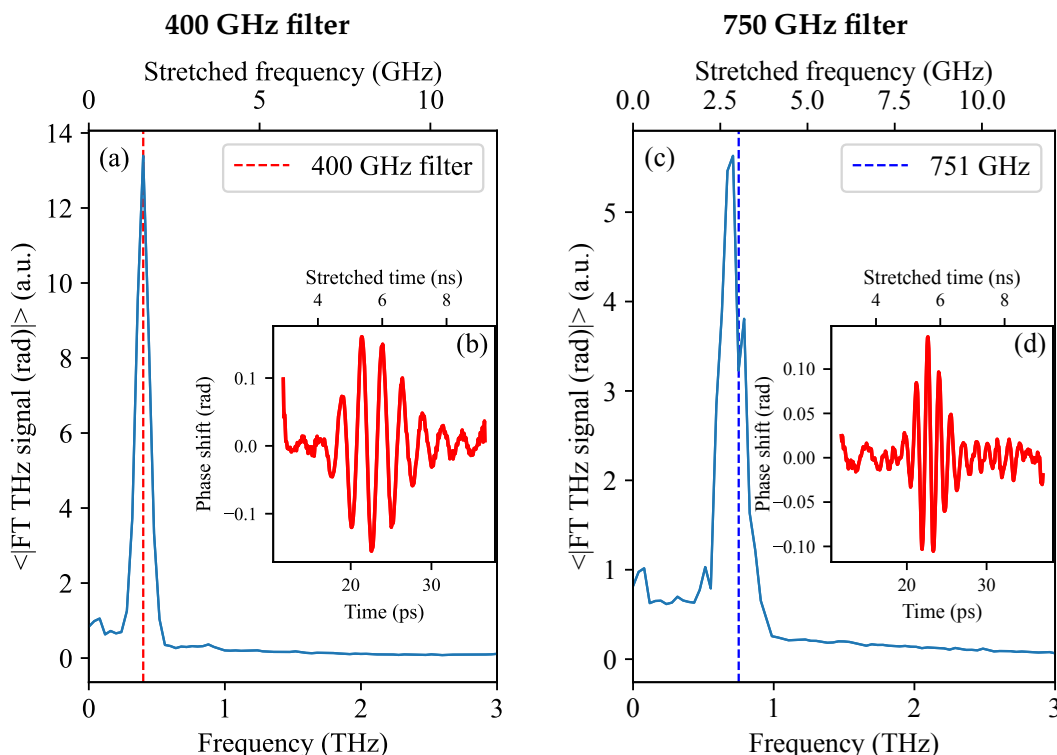 400 GHz filter
Stretched frequency (GHz)
0 5 10
(a)
400 GHz filter
14
12
10
8
6
4
2
0
<|FT THz signal (rad)|> (a.u.)
0 1 2 3
Frequency (THz)
Stretched time (ns)
4 6 8
(b)
0.1
0.0
−0.1
Phase shift (rad)
20 30
Time (ps)
750 GHz filter
Stretched frequency (GHz)
0.0 2.5 5.0 7.5 10.0
(c)
751 GHz
5
4
3
2
1
0
<|FT THz signal (rad)|> (a.u.)
0 1 2 3
Frequency (THz)
Stretched time (ns)
4 6 8
(d)
0.10
0.05
0.00
−0.05
−0.10
Phase shift (rad)
20 30
Time (ps)